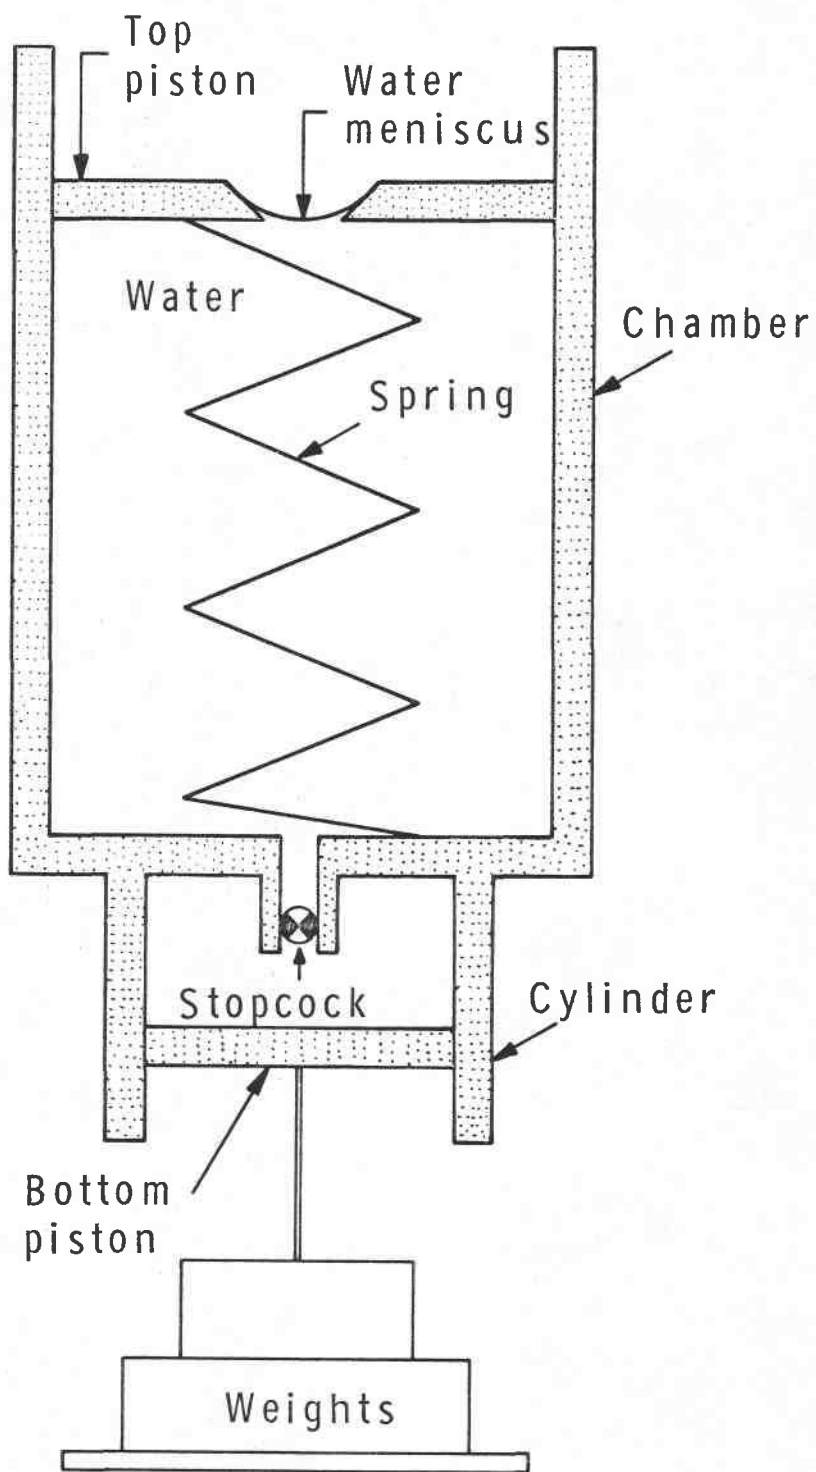 Top
piston
Water
meniscus
Water
Chamber
Spring
Stopcock
Cylinder
Bottom
piston
Weights